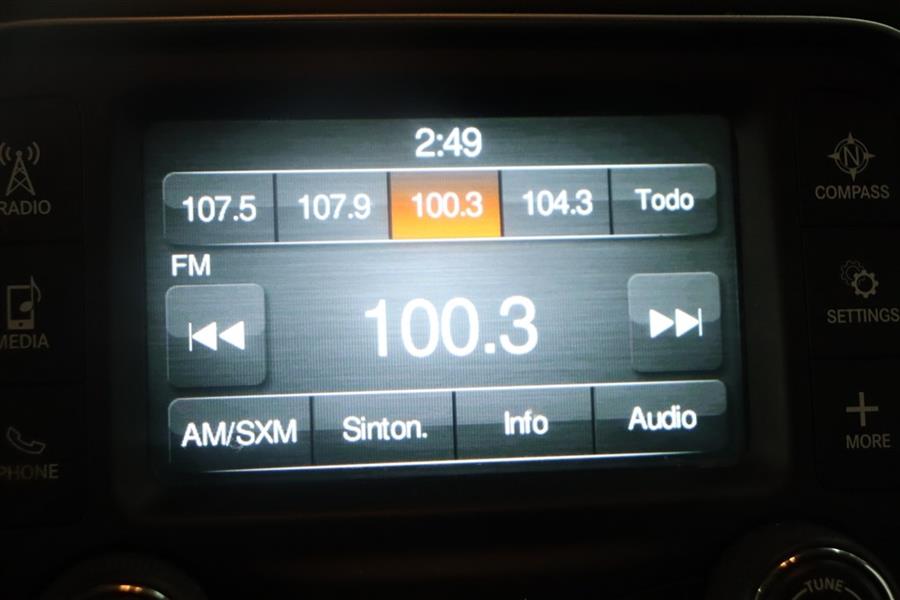 2:49
107.5 107.9 100.3 104.3 Todo
FM
100.3
AM/SXM Sinton. Info Audio
RADIO
MEDIA
PHONE
N
COMPASS
SETTINGS
MORE
TUNE